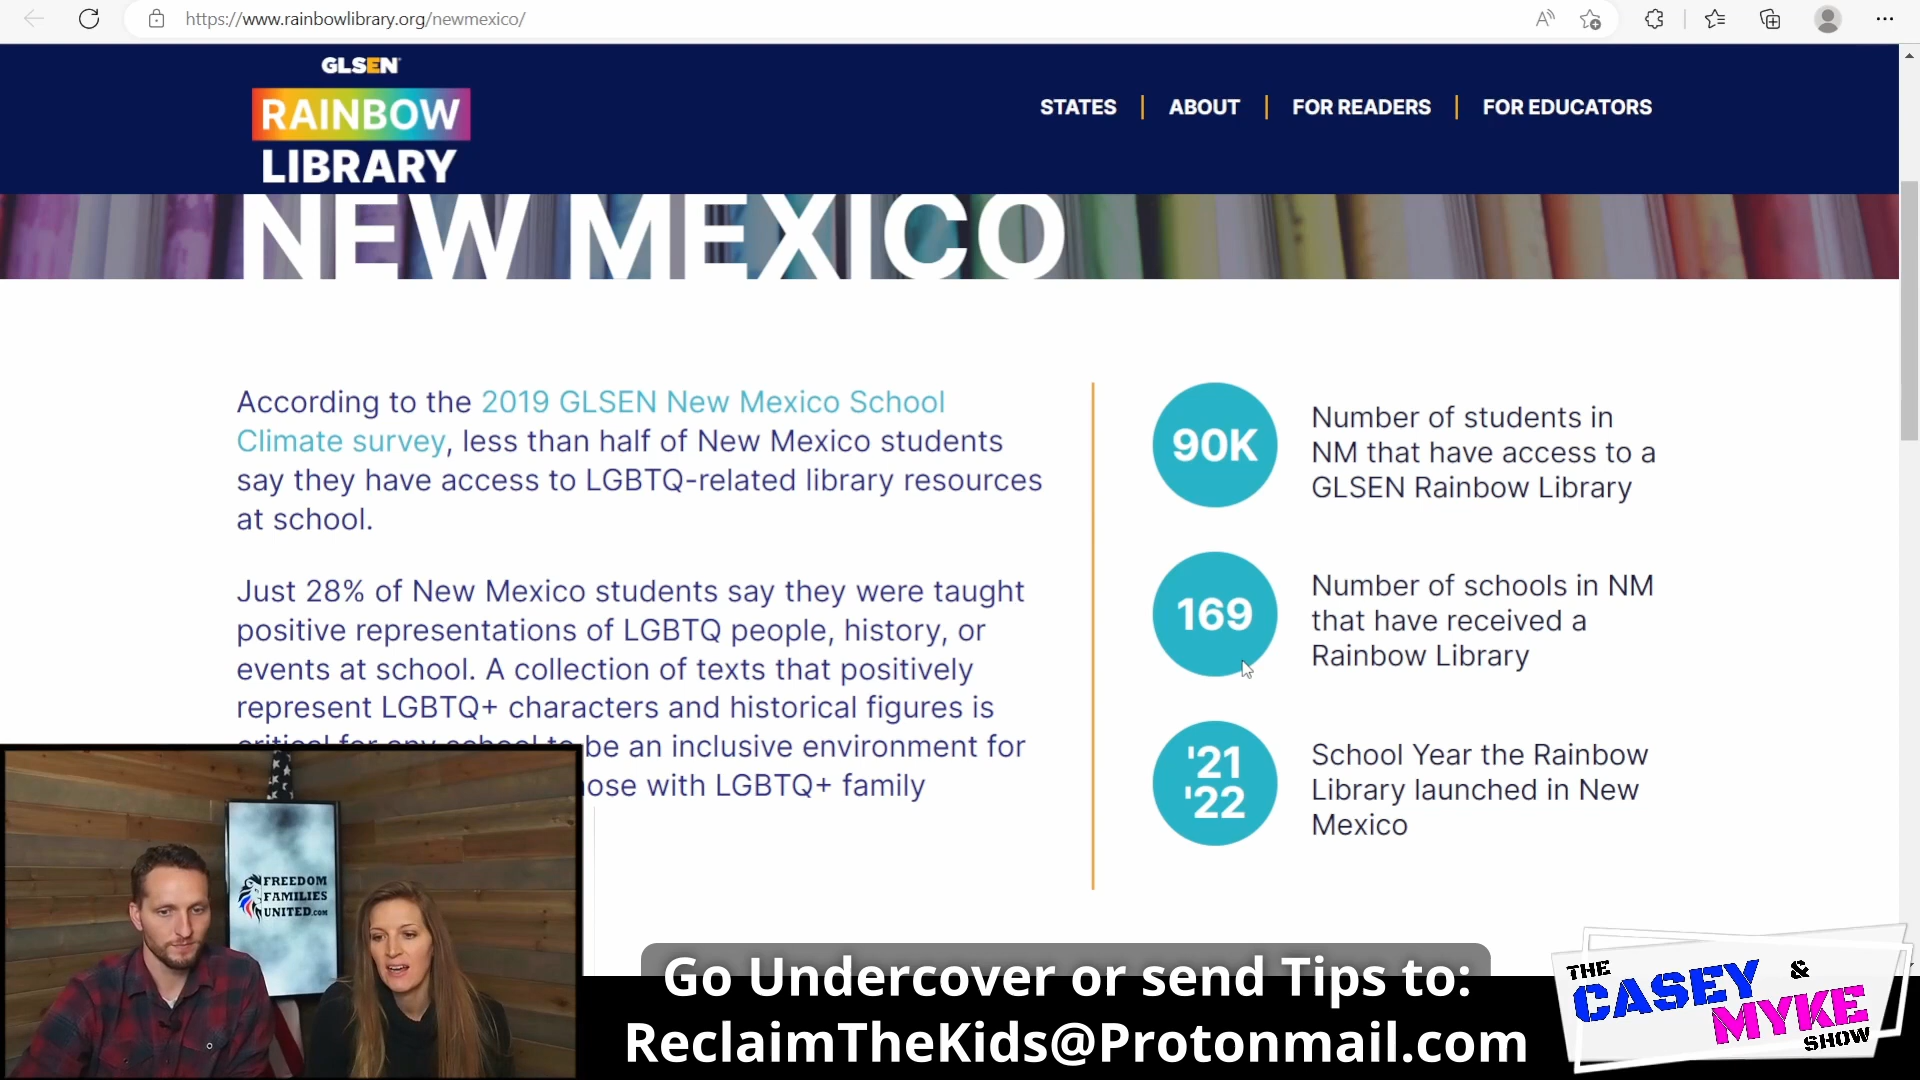 https://www.rainbowlibrary.org/newmexico/
GLSEN
RAINBOW
LIBRARY
STATES | ABOUT | FOR READERS | FOR EDUCATORS
NEW MEXICO
According to the 2019 GLSEN New Mexico School
Climate survey, less than half of New Mexico students
say they have access to LGBTQ-related library resources
at school.
Just 28% of New Mexico students say they were taught
positive representations of LGBTQ people, history, or
events at school. A collection of texts that positively
represent LGBTQ+ characters and historical figures is
critical for any school to be an inclusive environment for
with LGBTQ+ family
90K
Number of students in
NM that have access to a
GLSEN Rainbow Library
169
Number of schools in NM
that have received a
Rainbow Library
'21
'22
School Year the Rainbow
Library launched in New
Mexico
FREEDOM
FAMILIES
UNITED.COM
Go Undercover or send Tips to:
ReclaimTheKids@Protonmail.com
THE
CASEY &
MYKE
SHOW